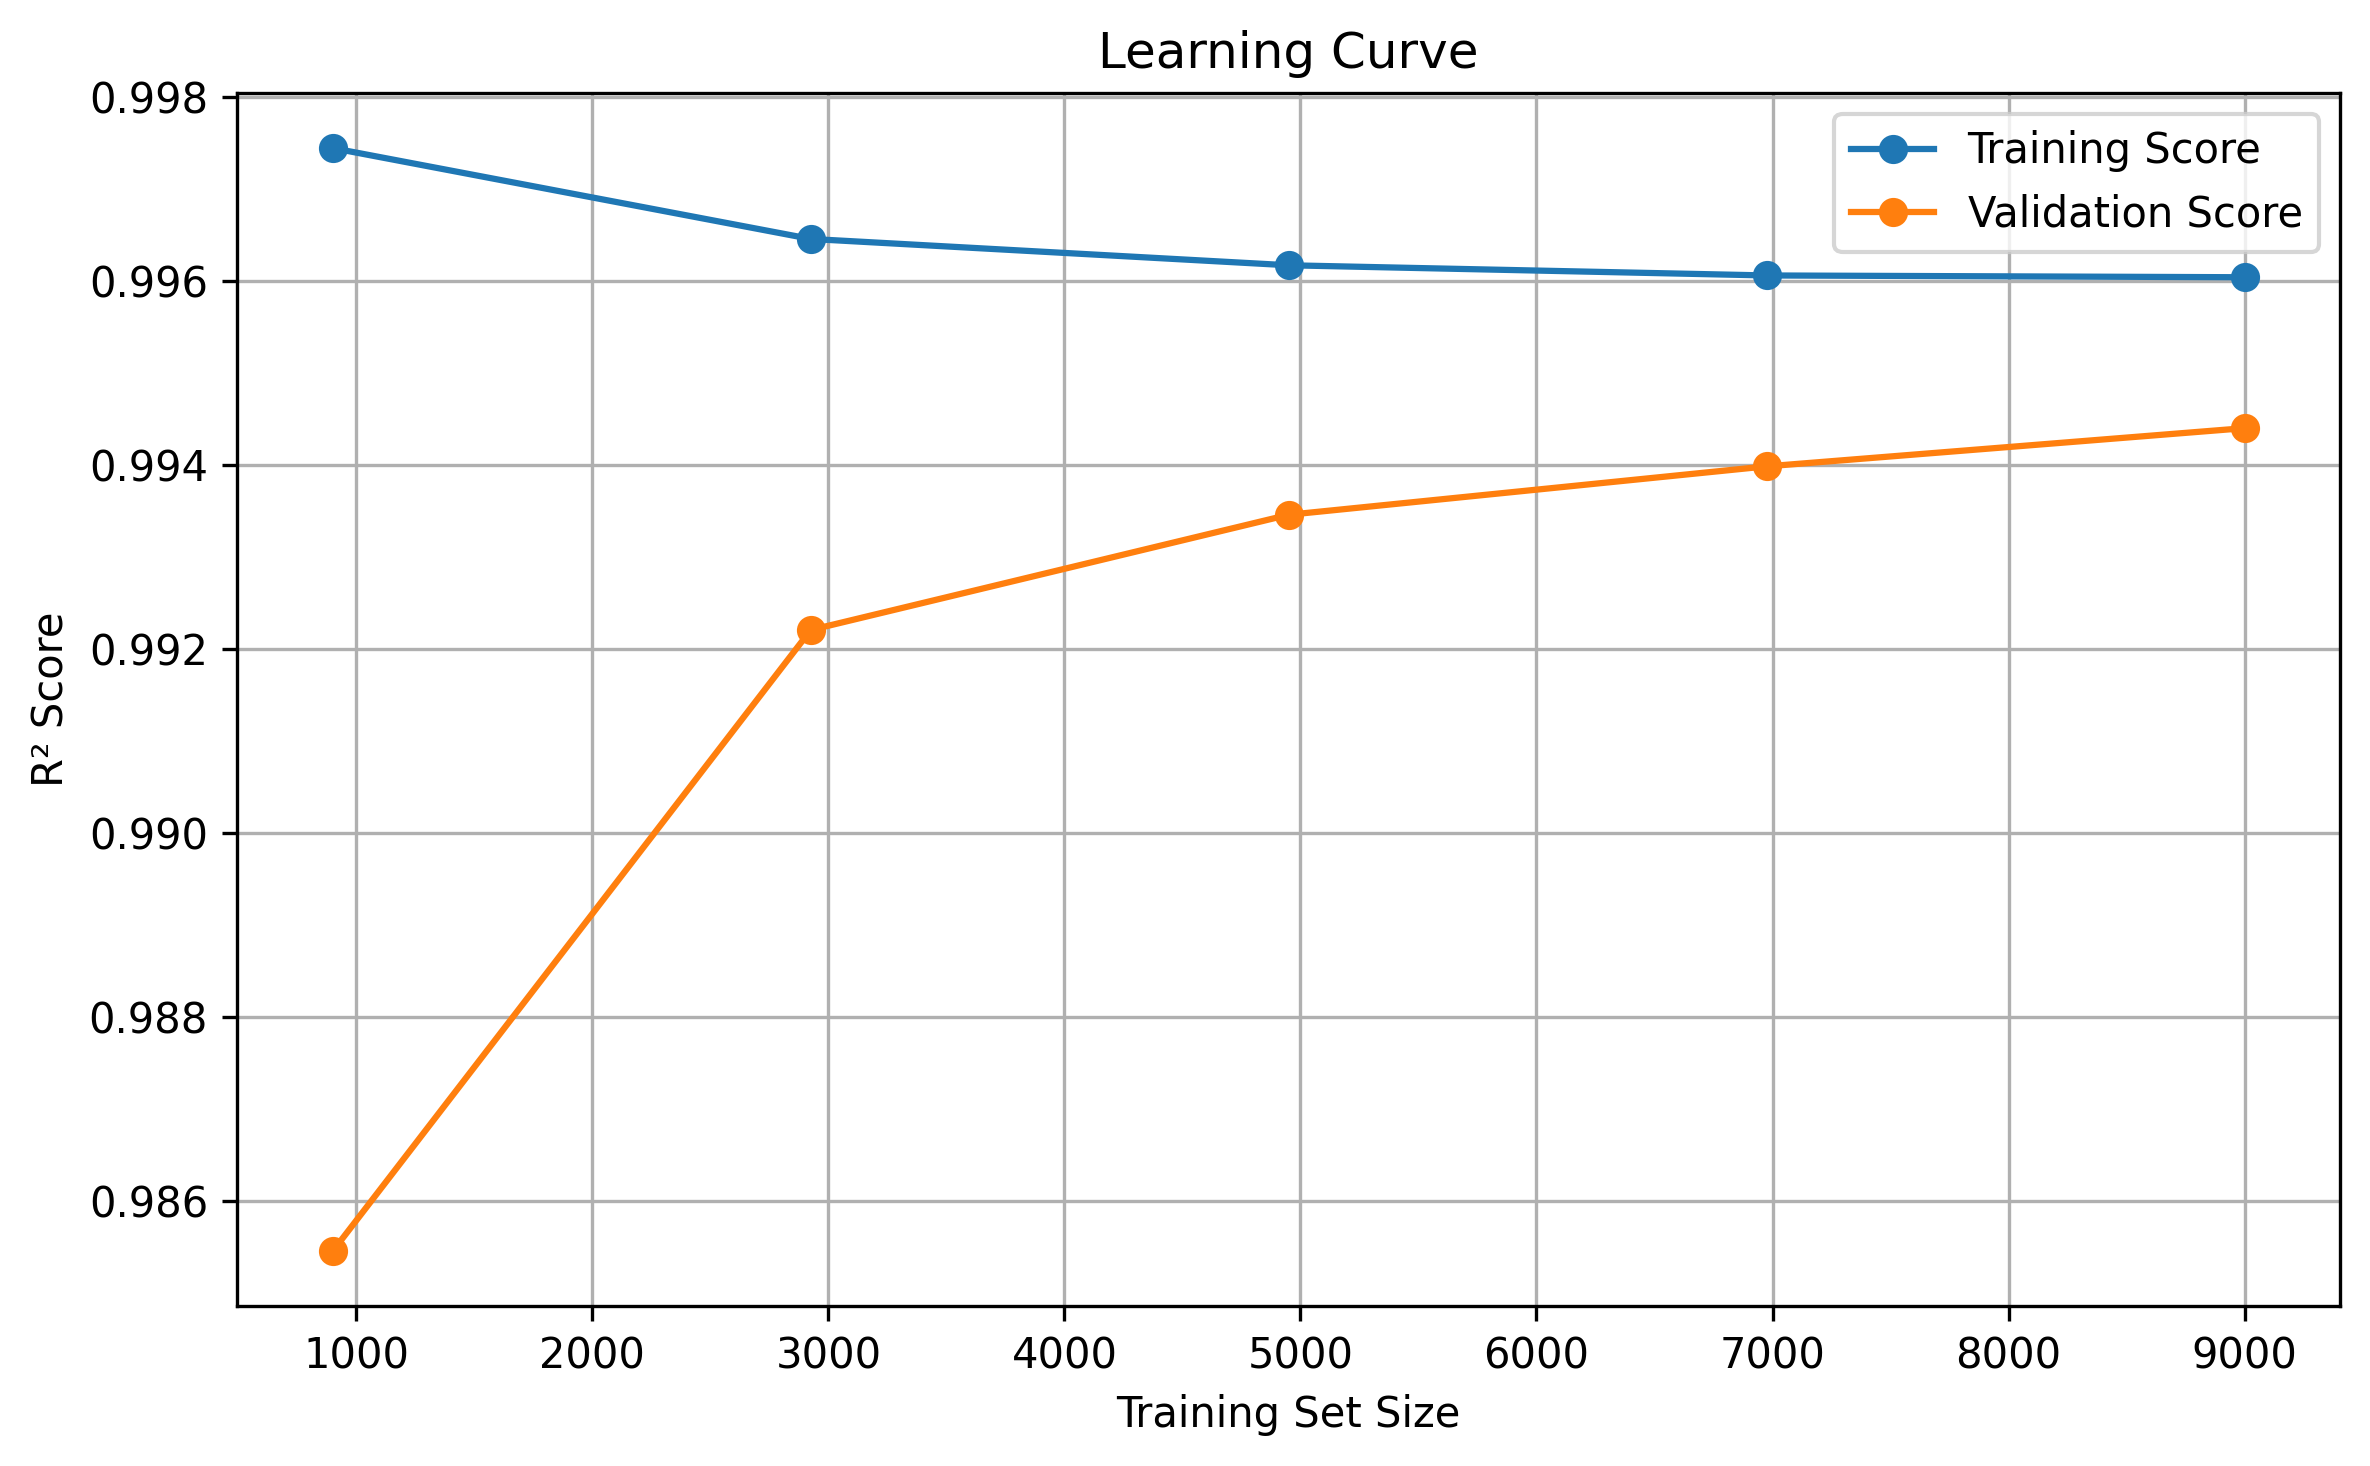 Learning Curve
0.998
0.996
0.994
0.992
0.990
0.988
0.986
R² Score
Training Score
Validation Score
1000 2000 3000 4000 5000 6000 7000 8000 9000
Training Set Size